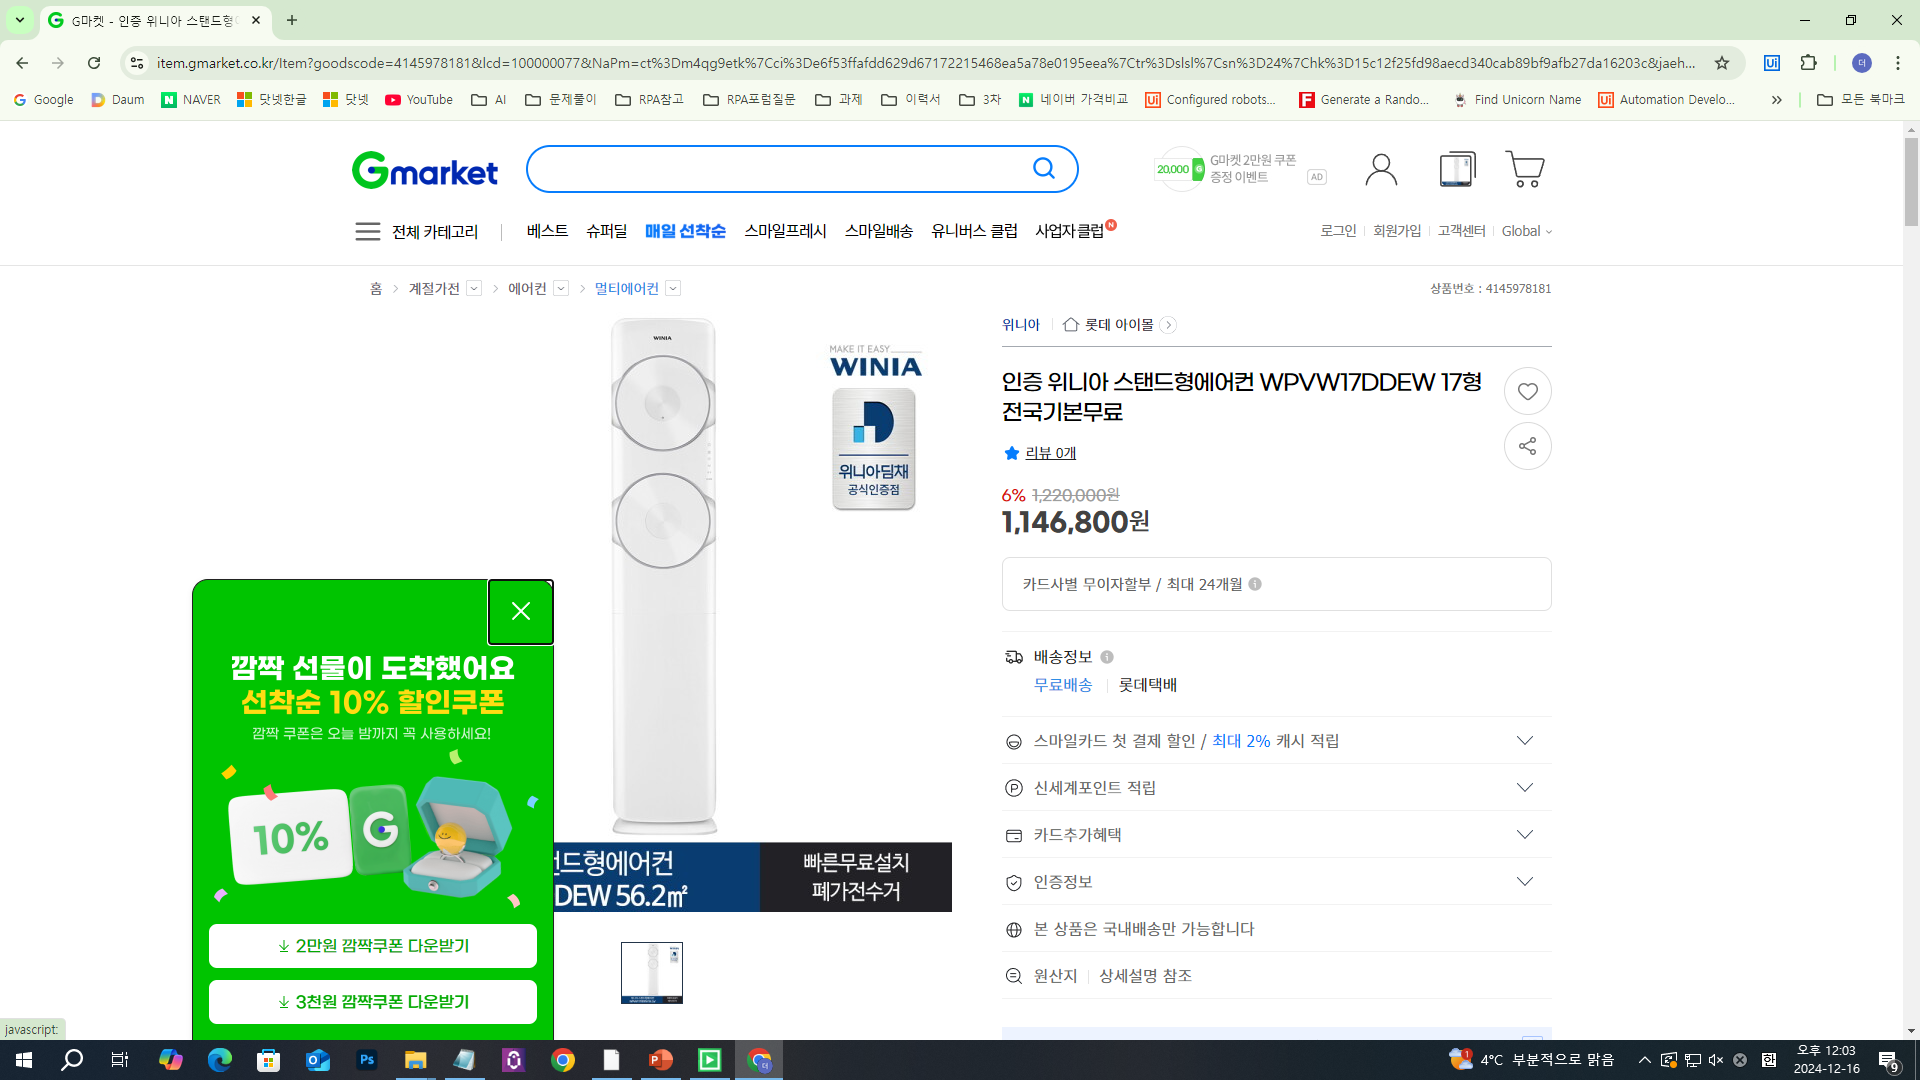 G마켓 - 인증 위니아 스탠드형
item.gmarket.co.kr/Item?goodscode=4145978181&lcd=100000077&NaPm=ct%3Dm4qg9etk%7Cci%3De6f53ffafdd629d67172215468ea5a78e0195eea%7Ctr%3Dslsl%7Csn%3D24%7Chk%3D15c12f25fd98aecd340cab89bf9afb27da16203c&jaeh...
Google Daum NAVER 닷넷한글 닷넷 YouTube AI 문제풀이 RPA참고 RPA포럼질문 과제 이력서 3차 네이버 가격비교 Configured robots... Generate a Rando... Find Unicorn Name Automation Develo... » 모든 북마크
Gmarket
20,000 G마켓 2만원 쿠폰
증정 이벤트 AD
전체 카테고리 베스트 슈퍼딜 매일 선착순 스마일프레시 스마일배송 유니버스 클럽 사업자클럽 N
로그인 회원가입 고객센터 Global
홈 > 계절가전 > 에어컨 > 멀티에어컨
상품번호 : 4145978181
WINIA
MAKE IT EASY
WINIA
위니아딤채
공식인증점
위니아 롯데 아이몰
인증 위니아 스탠드형에어컨 WPVW17DDEW 17형
전국기본무료
리뷰 0개
6% 1,220,000원
1,146,800원
카드사별 무이자할부 / 최대 24개월
배송정보
무료배송 롯데택배
스마일카드 첫 결제 할인 / 최대 2% 캐시 적립
신세계포인트 적립
카드추가혜택
인증정보
본 상품은 국내배송만 가능합니다
원산지 상세설명 참조
깜짝 선물이 도착했어요
선착순 10% 할인쿠폰
깜짝 쿠폰은 오늘 밤까지 꼭 사용하세요!
10% G
2만원 깜짝쿠폰 다운받기
3천원 깜짝쿠폰 다운받기
드형에어컨
DEW 56.2㎡
빠른무료설치
폐가전수거
javascript:
4°C 부분적으로 맑음
한
오후 12:03
2024-12-16
9